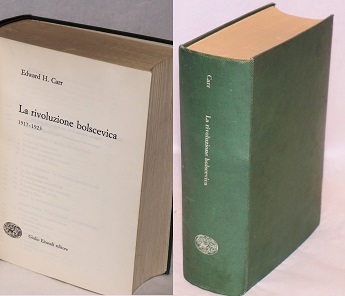 Edward H. Carr
La rivoluzione bolscevica
1917-1923
Giulio Einaudi editore
Carr
La rivoluzione bolscevica